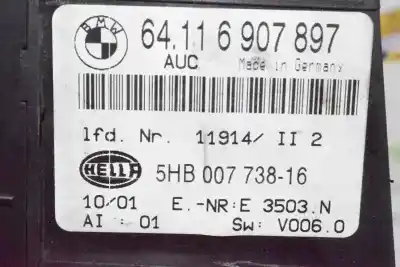 BMW
64.11 6 907 897
AUC Made in Germany
lfd. Nr. 11914/ II 2
HELLA 5HB 007 738-16
10/01 E.-NR:E 3503.N
AI : 01 Sw: V006.0